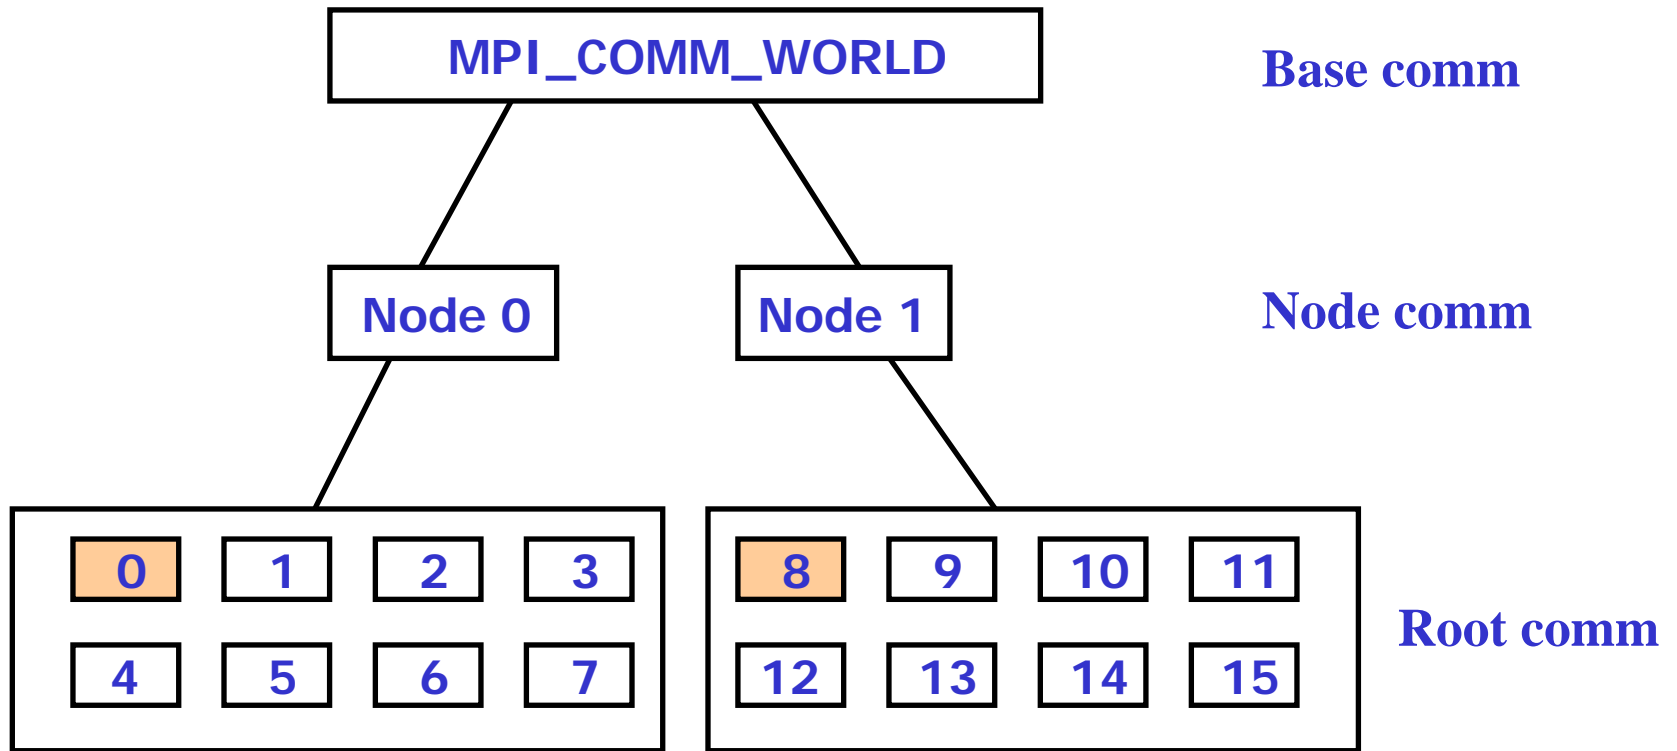 MPI_COMM_WORLD
Base comm
Node 0
Node 1
Node comm
0 1 2 3
4 5 6 7
8 9 10 11
12 13 14 15
Root comm